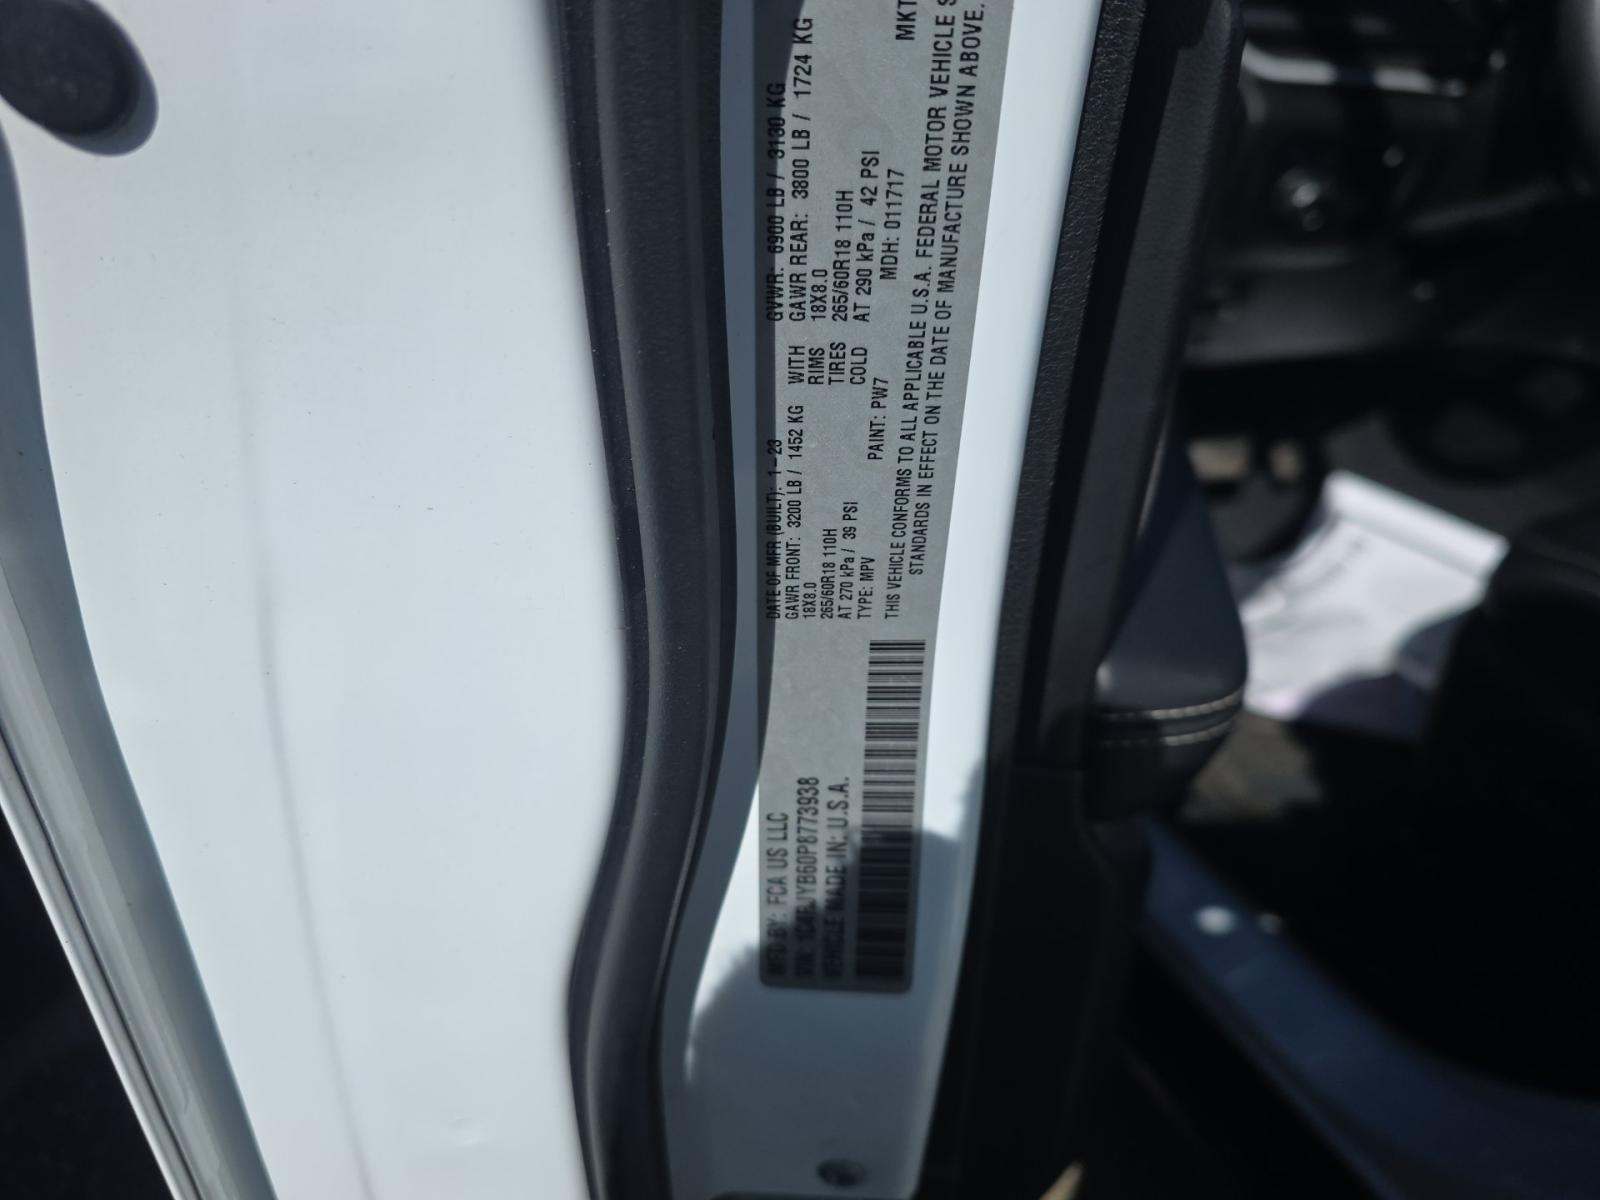 MFD BY: FCA US LLC
VIN: 1C4RJYB60P8773938
VEHICLE MADE IN: U.S.A.
DATE OF MFR (BUILT): 1-23
GVWR: 6900 LB / 3130 KG
GAWR FRONT: 3200 LB / 1452 KG
WITH
GAWR REAR: 3800 LB / 1724 KG
18X8.0
RIMS
18X8.0
265/60R18 110H
TIRES
265/60R18 110H
AT 270 kPa / 39 PSI
COLD
AT 290 kPa / 42 PSI
TYPE: MPV
PAINT: PW7
MDH: 011717
MKT
THIS VEHICLE CONFORMS TO ALL APPLICABLE U.S.A. FEDERAL MOTOR VEHICLE S
STANDARDS IN EFFECT ON THE DATE OF MANUFACTURE SHOWN ABOVE.